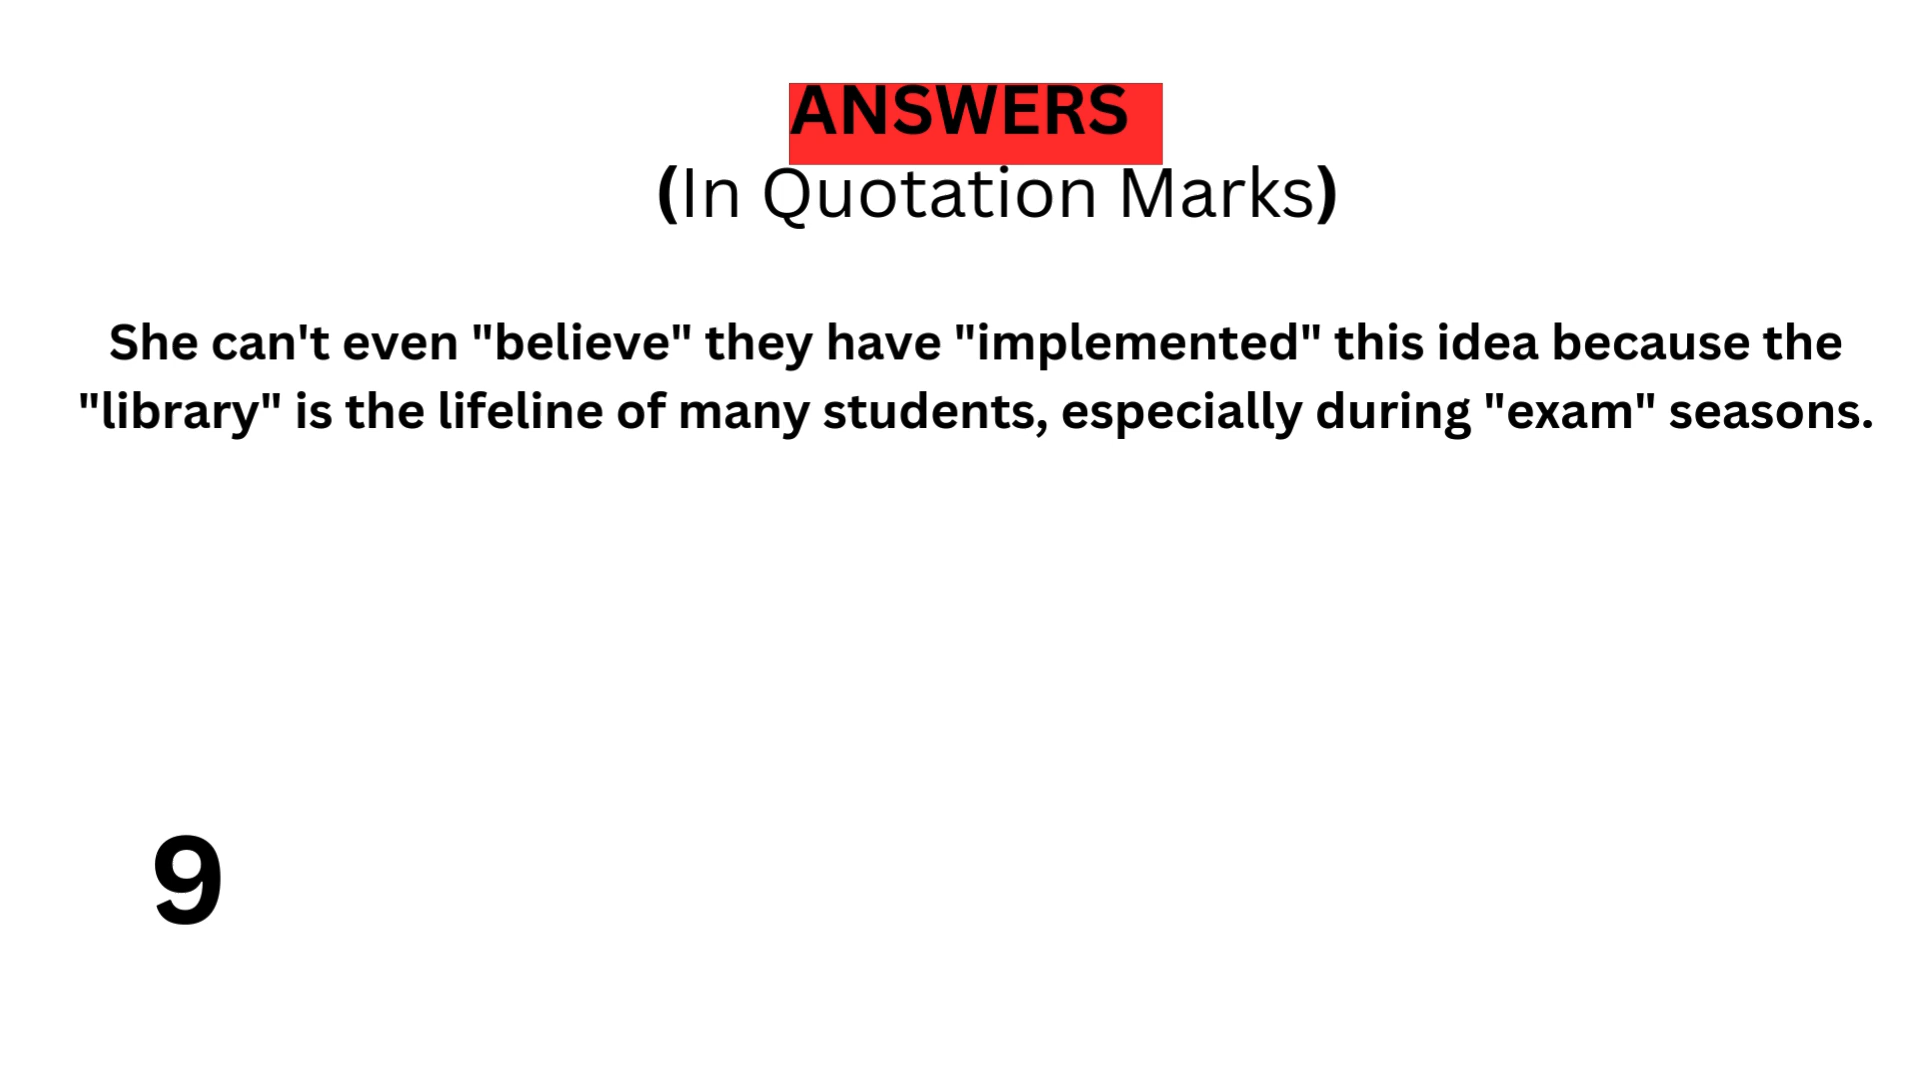 ANSWERS
(In Quotation Marks)
She can't even "believe" they have "implemented" this idea because the
"library" is the lifeline of many students, especially during "exam" seasons.
9